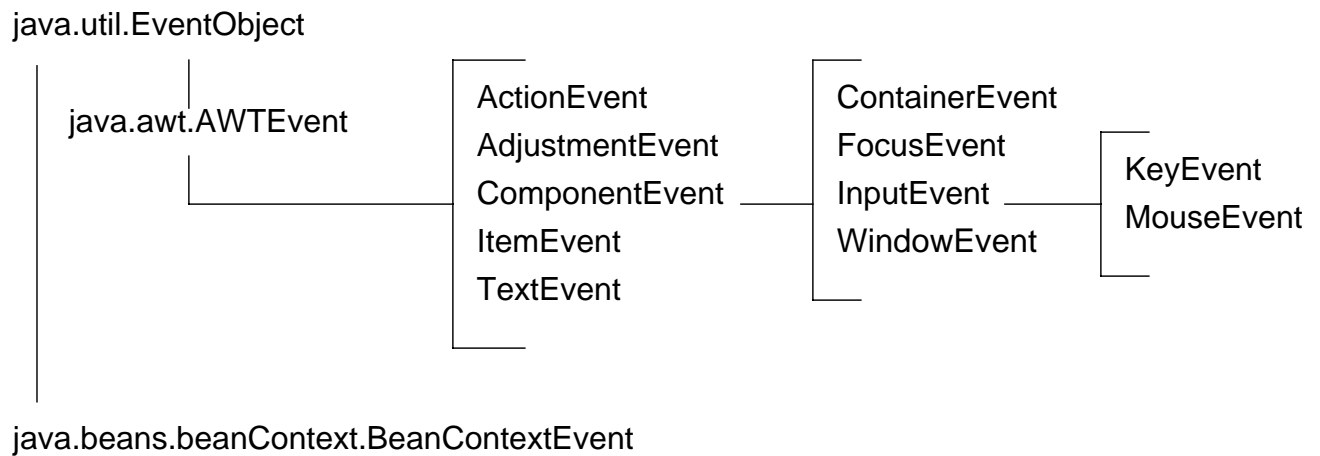 java.util.EventObject
java.awt.AWTEvent
ActionEvent
AdjustmentEvent
ComponentEvent
ItemEvent
TextEvent
ContainerEvent
FocusEvent
InputEvent
WindowEvent
KeyEvent
MouseEvent
java.beans.beanContext.BeanContextEvent